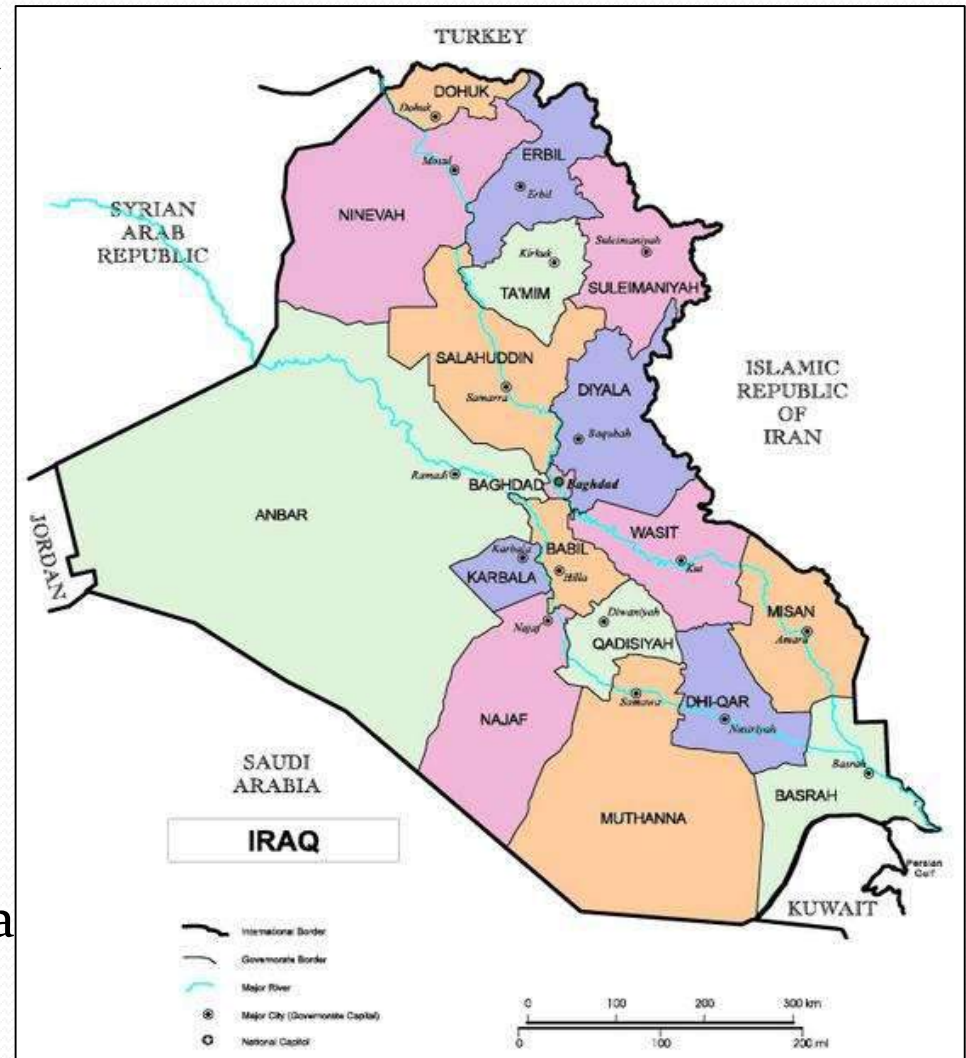 TURKEY
DOHUK
Dohuk
ERBIL
Mosul
Erbil
NINEVAH
SYRIAN
ARAB
REPUBLIC
Suleimaniyah
Kirkuk
TA'MIM
SULEIMANIYAH
SALAHUDDIN
ISLAMIC
REPUBLIC
OF
IRAN
DIYALA
Samarra
Baqubah
Ramadi
BAGHDAD
Baghdad
ANBAR
JORDAN
WASIT
Karbala
BABIL
Kut
KARBALA
Hilla
MISAN
Diwaniyah
Najaf
Amara
QADISIYAH
Samawa
DHI-QAR
NAJAF
Nasiriyah
SAUDI
ARABIA
Basrah
BASRAH
MUTHANNA
IRAQ
Persian
Gulf
KUWAIT
a
International Border
Governorate Border
Major River
Major City (Governorate Capital)
National Capitol
0 100 200 300 km
0 100 200 mi